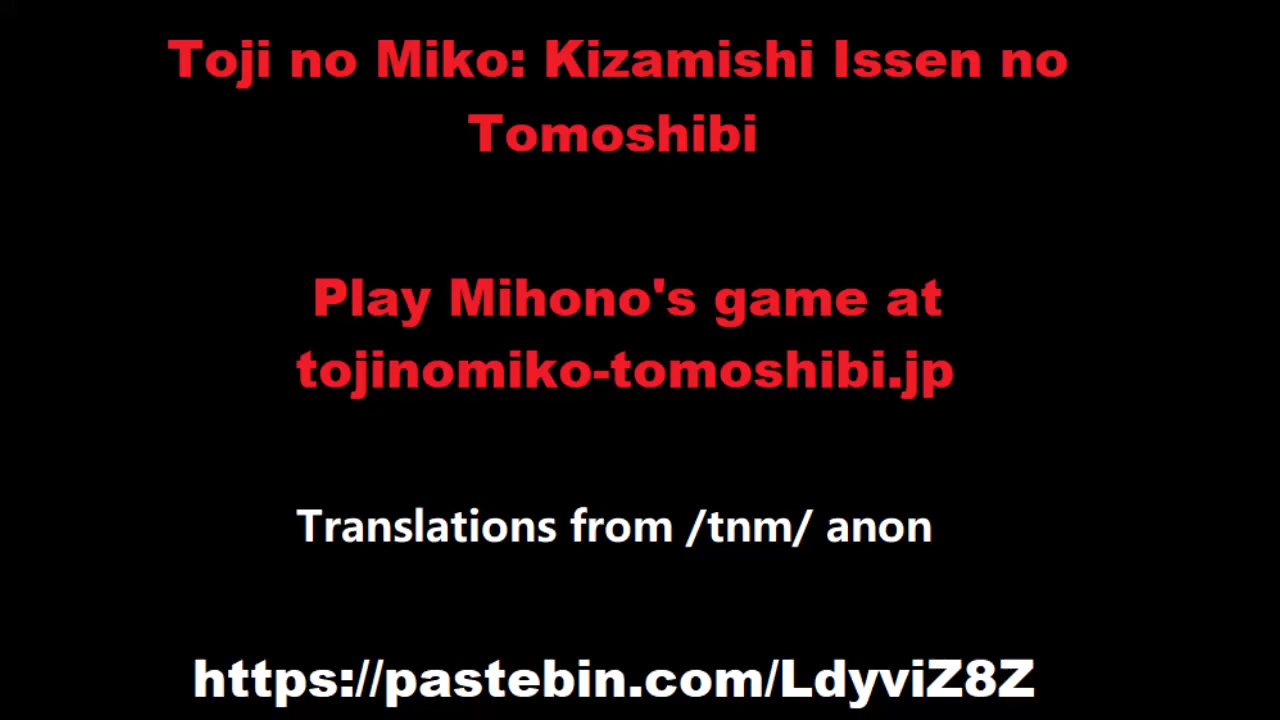 Toji no Miko: Kizamishi Issen no
Tomoshibi
Play Mihono's game at
tojinomiko-tomoshibi.jp
Translations from /tnm/ anon
https://pastebin.com/LdyviZ8Z